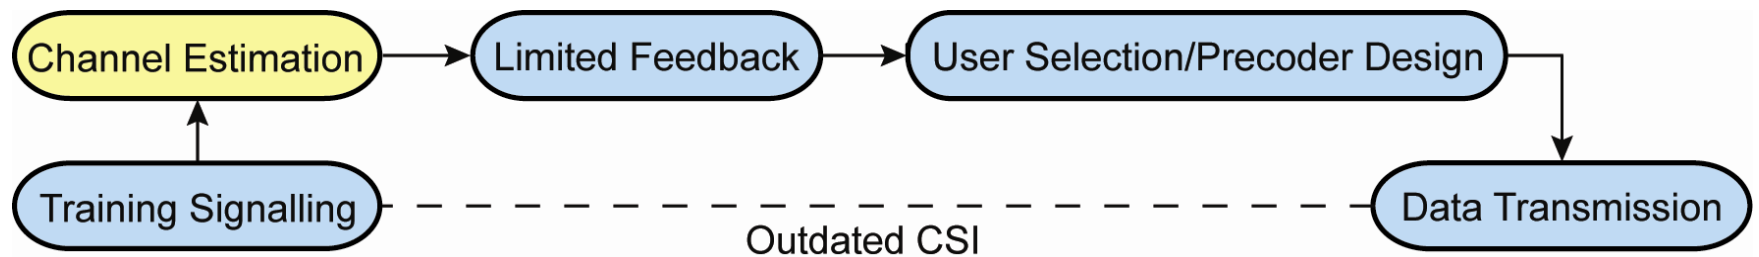 Channel Estimation
Limited Feedback
User Selection/Precoder Design
Training Signalling
Data Transmission
Outdated CSI